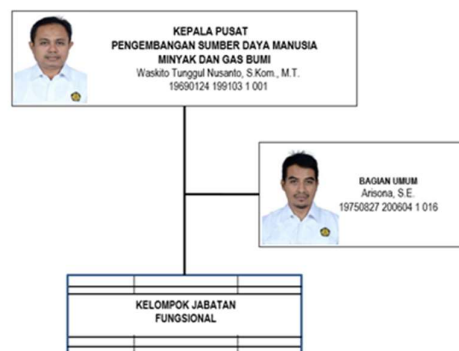 KEPALA PUSAT
PENGEMBANGAN SUMBER DAYA MANUSIA
MINYAK DAN GAS BUMI
Waskito Tunggul Nusanto, S.Kom., M.T.
19690124 199103 1 001
BAGIAN UMUM
Arisona, S.E.
19750827 200604 1 016
KELOMPOK JABATAN
FUNGSIONAL